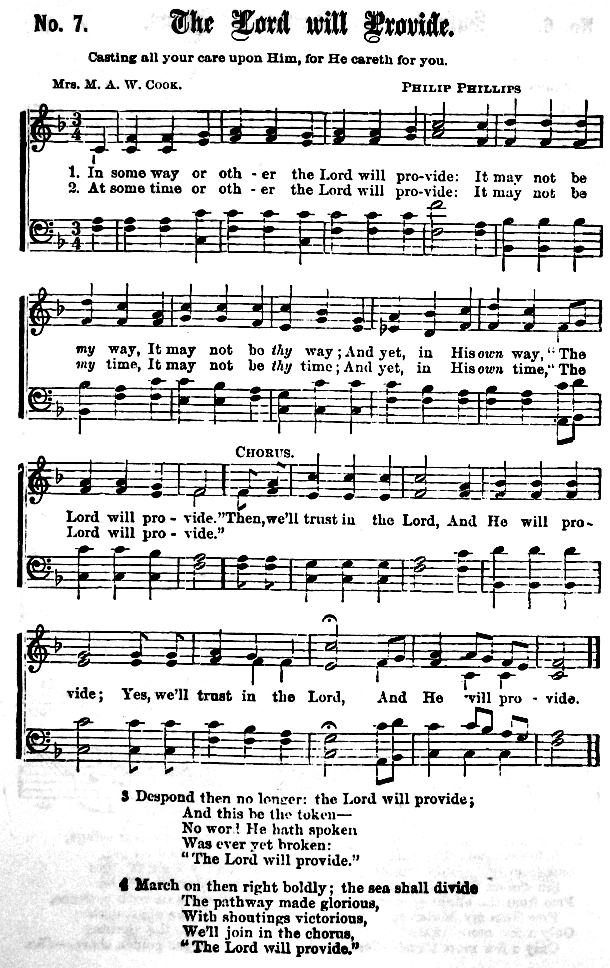 No. 7. The Lord will Provide.
Casting all your care upon Him, for He careth for you.
Mrs. M. A. W. COOK. PHILIP PHILLIPS
3 4
1. In some way or oth - er the Lord will pro-vide: It may not be
2. At some time or oth - er the Lord will pro-vide: It may not be
3 4
my way, It may not be thy way; And yet, in His own way, "The
my time, It may not be thy time; And yet, in His own time," The
CHORUS.
Lord will pro - vide." Then, we'll trust in the Lord, And He will pro-
Lord will pro - vide."
vide; Yes, we'll trust in the Lord, And He will pro - vide.
3 Despond then no longer: the Lord will provide;
And this be the token—
No word He hath spoken
Was ever yet broken:
"The Lord will provide."
4 March on then right boldly; the sea shall divide
The pathway made glorious,
With shoutings victorious,
We'll join in the chorus,
"The Lord will provide."